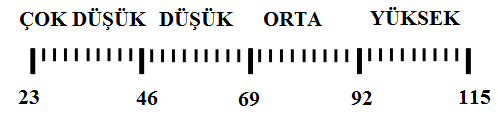 ÇOK DÜŞÜK DÜŞÜK ORTA YÜKSEK
23 46 69 92 115